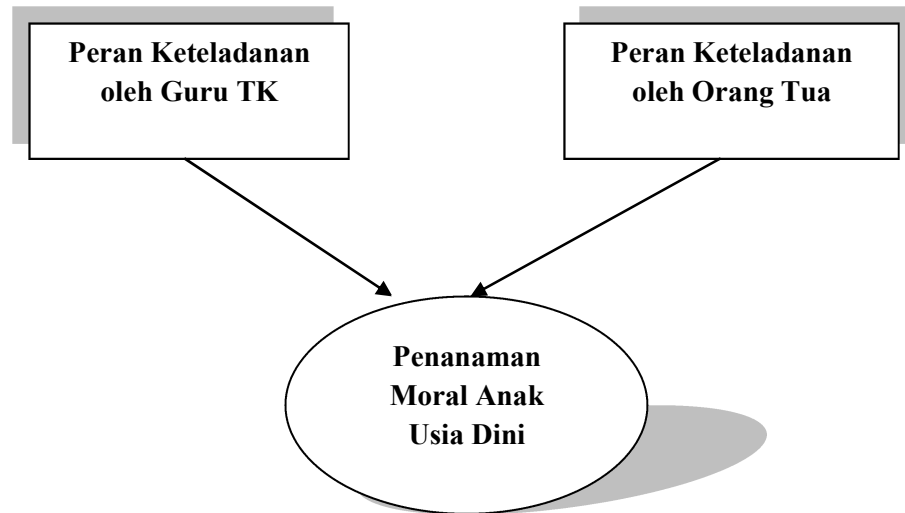 Peran Keteladanan
oleh Guru TK
Peran Keteladanan
oleh Orang Tua
Penanaman
Moral Anak
Usia Dini